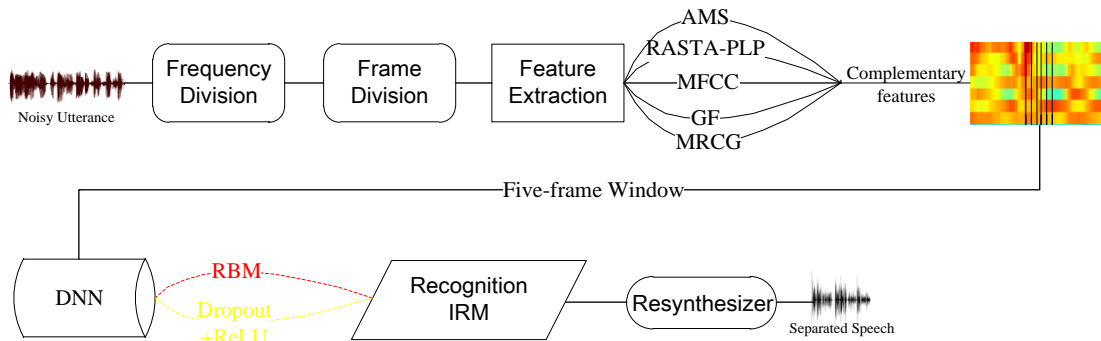 AMS
RASTA-PLP
MFCC
GF
MRCG
Frequency
Division
Frame
Division
Feature
Extraction
Complementary
features
Noisy Utterance
Five-frame Window
DNN
RBM
Dropout
+ReLU
Recognition
IRM
Resynthesizer
Separated Speech